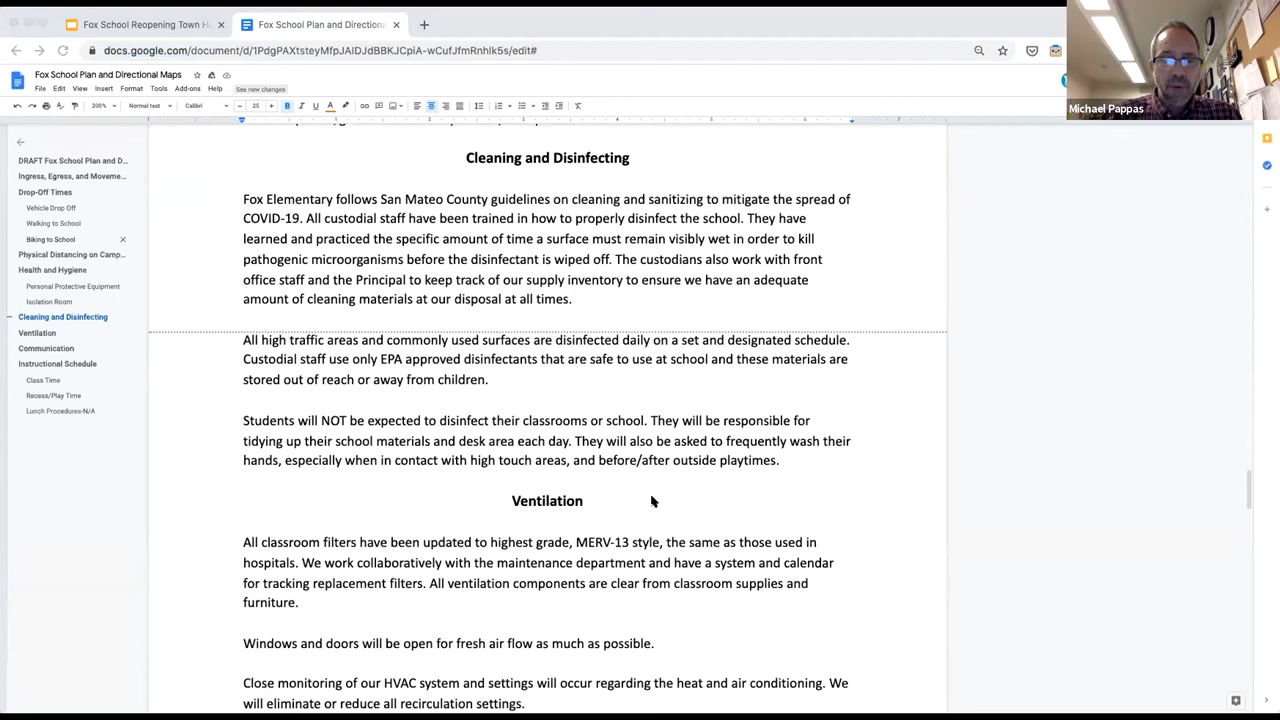 Fox School Reopening Town H
Fox School Plan and Directiona
docs.google.com/document/d/1PdgPAXtsteyMfpJAIDJdBBKJCpiA-wCufJfmRnhlk5s/edit#
Michael Pappas
Fox School Plan and Directional Maps
File Edit View Insert Format Tools Add-ons Help See new changes
200% Normal text Calibri 25
DRAFT Fox School Plan and D...
Ingress, Egress, and Moveme...
Drop-Off Times
Vehicle Drop Off
Walking to School
Biking to School
Physical Distancing on Camp...
Health and Hygiene
Personal Protective Equipment
Isolation Room
Cleaning and Disinfecting
Ventilation
Communication
Instructional Schedule
Class Time
Recess/Play Time
Lunch Procedures-N/A
Cleaning and Disinfecting
Fox Elementary follows San Mateo County guidelines on cleaning and sanitizing to mitigate the spread of
COVID-19. All custodial staff have been trained in how to properly disinfect the school. They have
learned and practiced the specific amount of time a surface must remain visibly wet in order to kill
pathogenic microorganisms before the disinfectant is wiped off. The custodians also work with front
office staff and the Principal to keep track of our supply inventory to ensure we have an adequate
amount of cleaning materials at our disposal at all times.
All high traffic areas and commonly used surfaces are disinfected daily on a set and designated schedule.
Custodial staff use only EPA approved disinfectants that are safe to use at school and these materials are
stored out of reach or away from children.
Students will NOT be expected to disinfect their classrooms or school. They will be responsible for
tidying up their school materials and desk area each day. They will also be asked to frequently wash their
hands, especially when in contact with high touch areas, and before/after outside playtimes.
Ventilation
All classroom filters have been updated to highest grade, MERV-13 style, the same as those used in
hospitals. We work collaboratively with the maintenance department and have a system and calendar
for tracking replacement filters. All ventilation components are clear from classroom supplies and
furniture.
Windows and doors will be open for fresh air flow as much as possible.
Close monitoring of our HVAC system and settings will occur regarding the heat and air conditioning. We
will eliminate or reduce all recirculation settings.